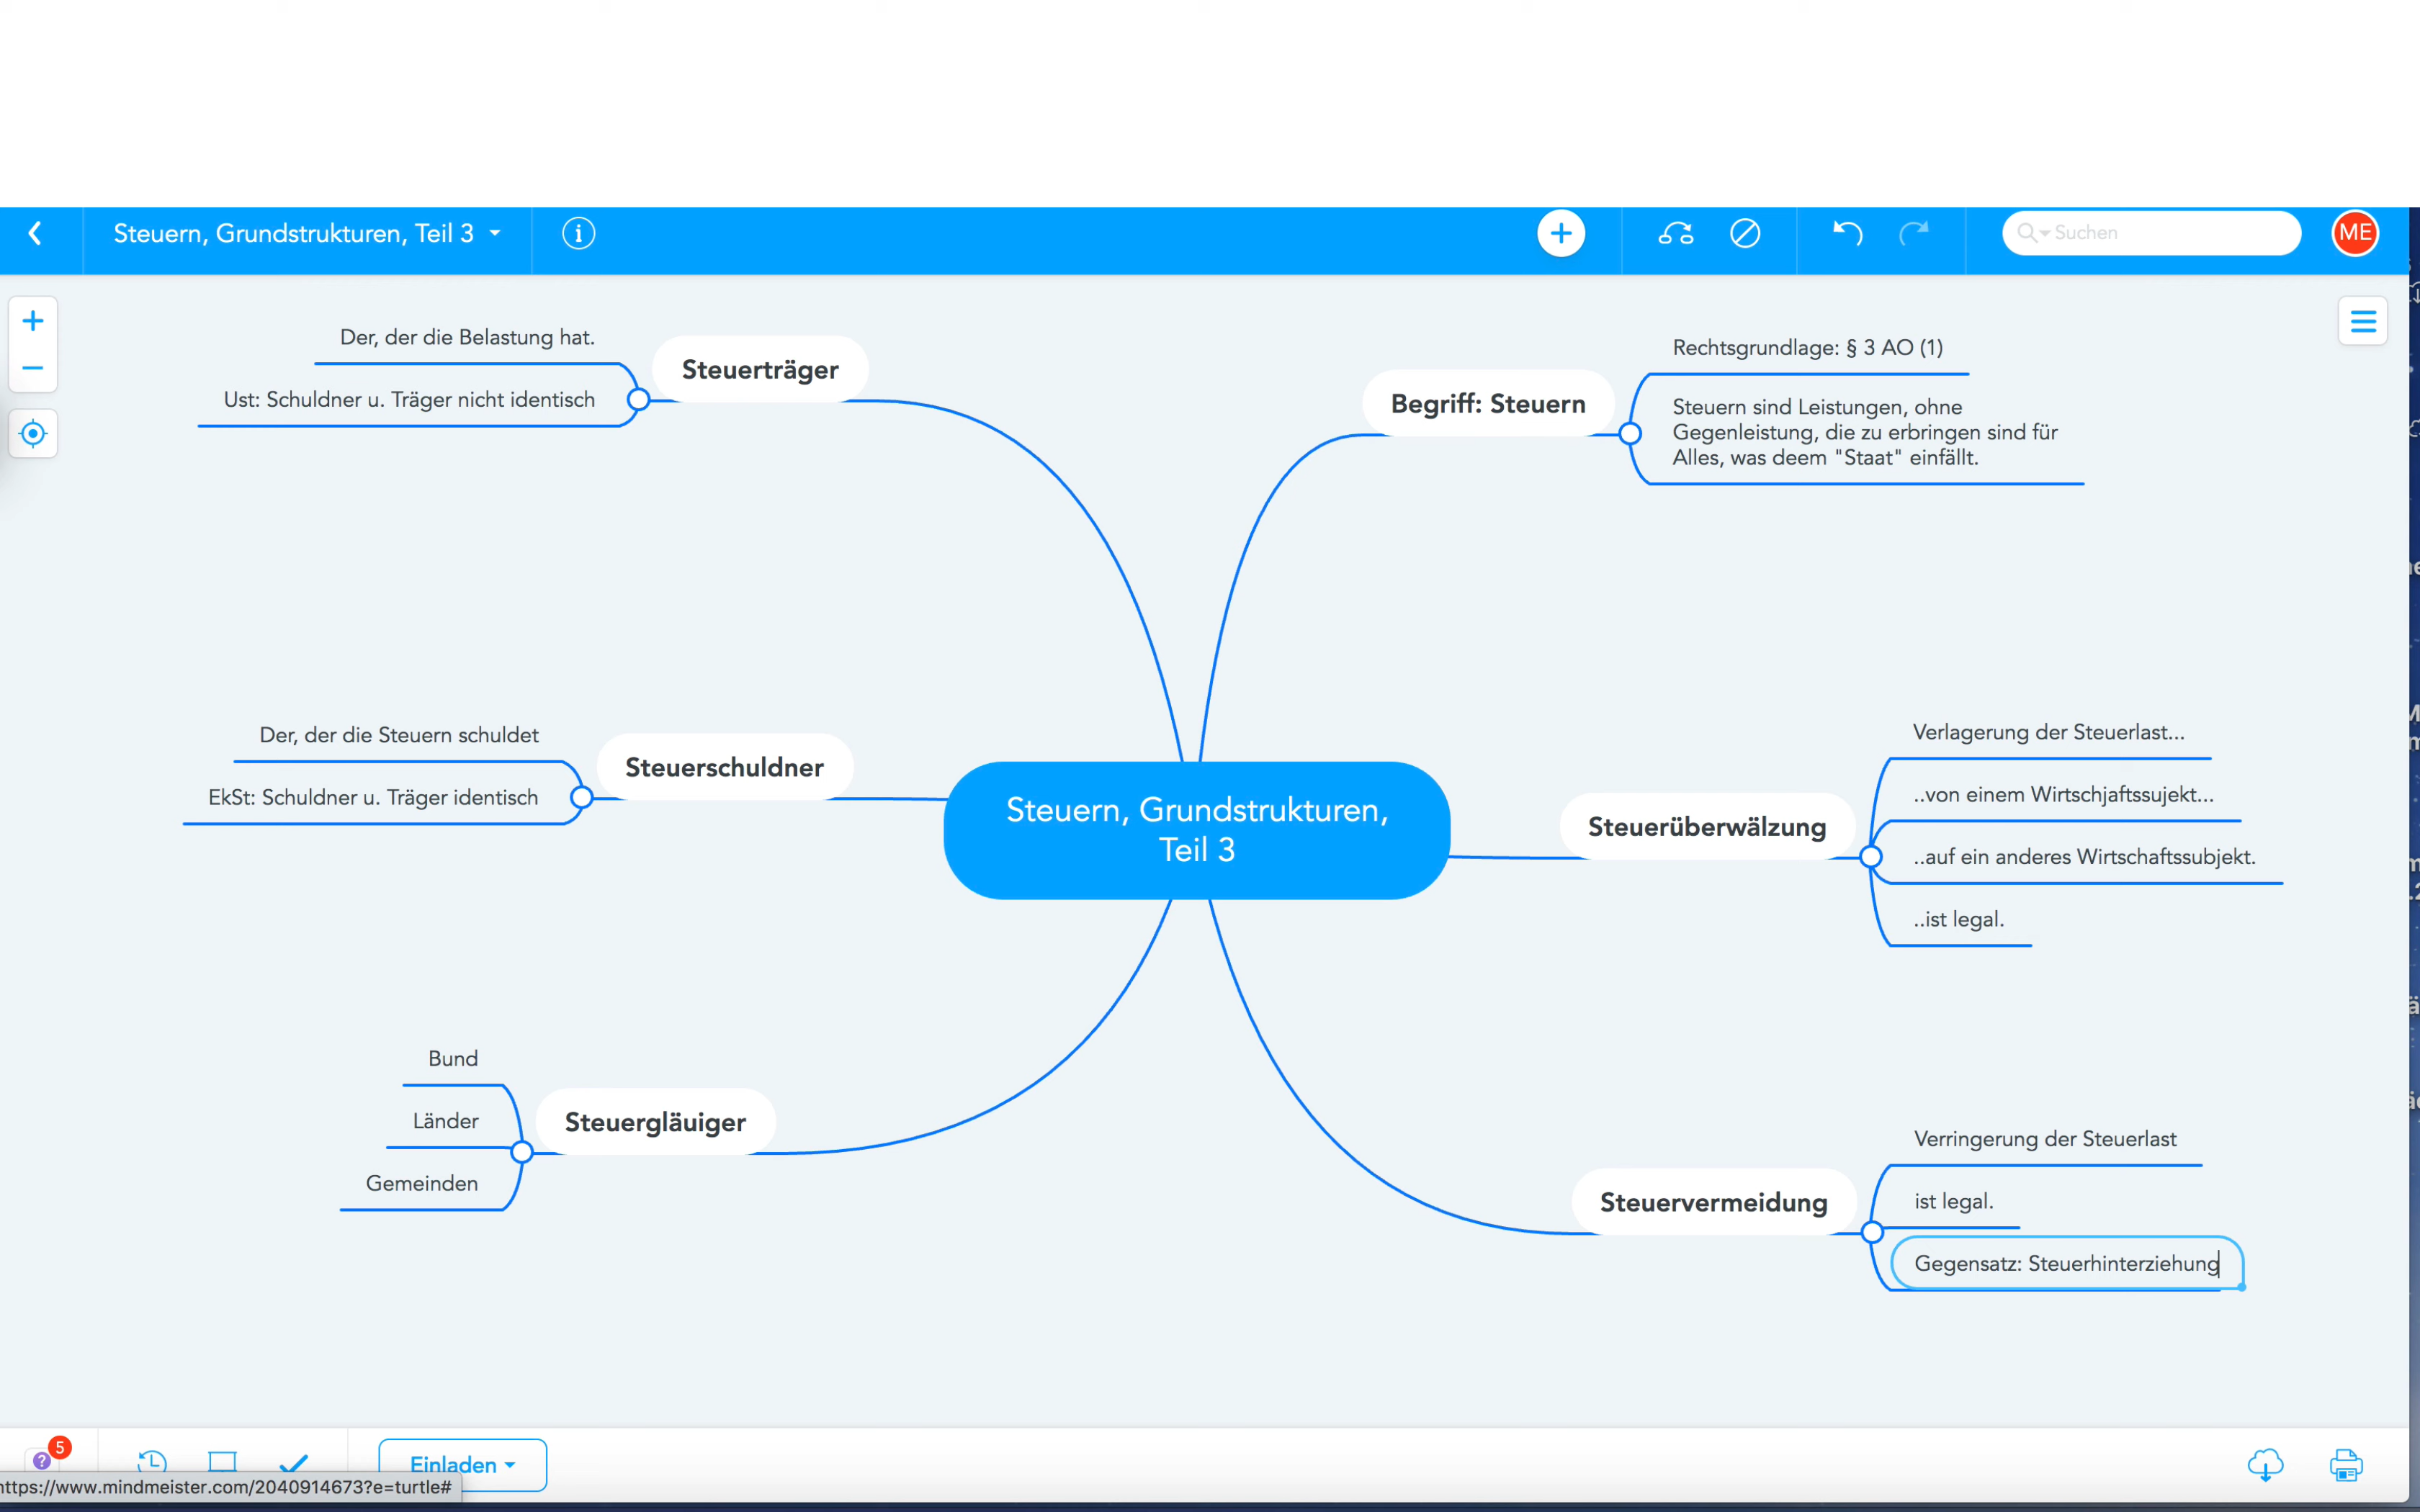 Steuern, Grundstrukturen, Teil 3
i
Suchen
ME
Der, der die Belastung hat.
Ust: Schuldner u. Träger nicht identisch
Steuerträger
Begriff: Steuern
Rechtsgrundlage: § 3 AO (1)
Steuern sind Leistungen, ohne
Gegenleistung, die zu erbringen sind für
Alles, was deem "Staat" einfällt.
Der, der die Steuern schuldet
EkSt: Schuldner u. Träger identisch
Steuerschuldner
Steuern, Grundstrukturen,
Teil 3
Steuerüberwälzung
Verlagerung der Steuerlast...
..von einem Wirtschjaftssujekt...
..auf ein anderes Wirtschaftssubjekt.
..ist legal.
Bund
Länder
Gemeinden
Steuergläuiger
Steuervermeidung
Verringerung der Steuerlast
ist legal.
Gegensatz: Steuerhinterziehung
5
?
Einladen
https://www.mindmeister.com/2040914673?e=turtle#